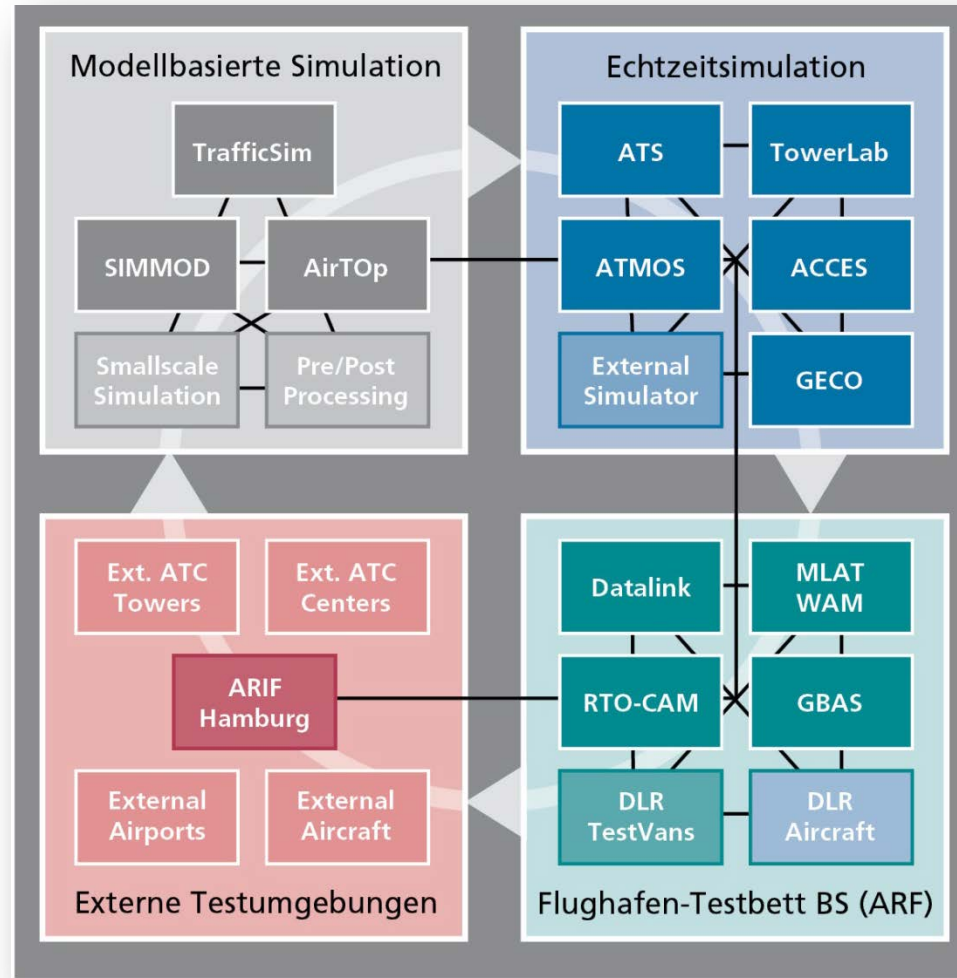 Modellbasierte Simulation
TrafficSim
SIMMOD
AirTOp
Smallscale
Simulation
Pre/Post
Processing
Echtzeitsimulation
ATS
TowerLab
ATMOS
ACCES
External
Simulator
GECO
Ext. ATC
Towers
Ext. ATC
Centers
ARIF
Hamburg
External
Airports
External
Aircraft
Externe Testumgebungen
Datalink
MLAT
WAM
RTO-CAM
GBAS
DLR
TestVans
DLR
Aircraft
Flughafen-Testbett BS (ARF)